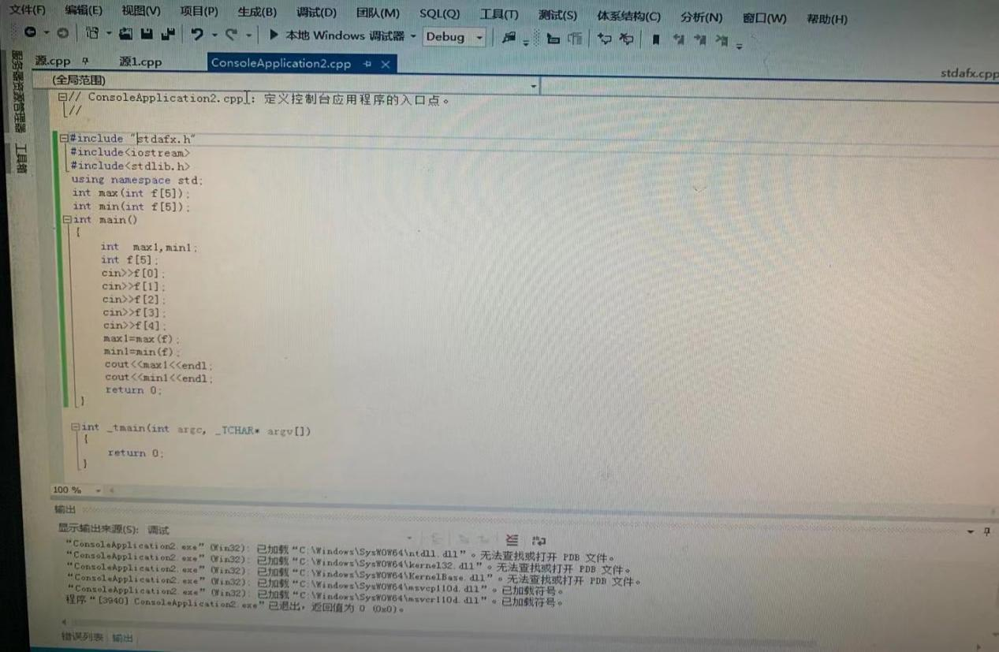 文件(F) 编辑(E) 视图(V) 项目(P) 生成(B) 调试(D) 团队(M) SQL(Q) 工具(T) 测试(S) 体系结构(C) 分析(N) 窗口(W) 帮助(H)
本地 Windows 调试器 Debug
服务器资源管理器
工具箱
源.cpp 源1.cpp ConsoleApplication2.cpp stdafx.cpp
(全局范围)
// ConsoleApplication2.cpp : 定义控制台应用程序的入口点。
//
#include "stdafx.h"
#include<iostream>
#include<stdlib.h>
using namespace std;
int max(int f[5]);
int min(int f[5]);
int main()
{
int max1,min1;
int f[5];
cin>>f[0];
cin>>f[1];
cin>>f[2];
cin>>f[3];
cin>>f[4];
max1=max(f);
min1=min(f);
cout<<max1<<endl;
cout<<min1<<endl;
return 0;
}
int _tmain(int argc, _TCHAR* argv[])
{
return 0;
}
100 %
输出
显示输出来源(S): 调试
"ConsoleApplication2.exe" (Win32): 已加载 "C:\Windows\SysWOW64\ntdll.dll"。无法查找或打开 PDB 文件。
"ConsoleApplication2.exe" (Win32): 已加载 "C:\Windows\SysWOW64\kernel32.dll"。无法查找或打开 PDB 文件。
"ConsoleApplication2.exe" (Win32): 已加载 "C:\Windows\SysWOW64\KernelBase.dll"。无法查找或打开 PDB 文件。
"ConsoleApplication2.exe" (Win32): 已加载 "C:\Windows\SysWOW64\msvcp110d.dll"。已加载符号。
"ConsoleApplication2.exe" (Win32): 已加载 "C:\Windows\SysWOW64\msvcr110d.dll"。已加载符号。
程序 "[3940] ConsoleApplication2.exe" 已退出，返回值为 0 (0x0)。
错误列表 输出